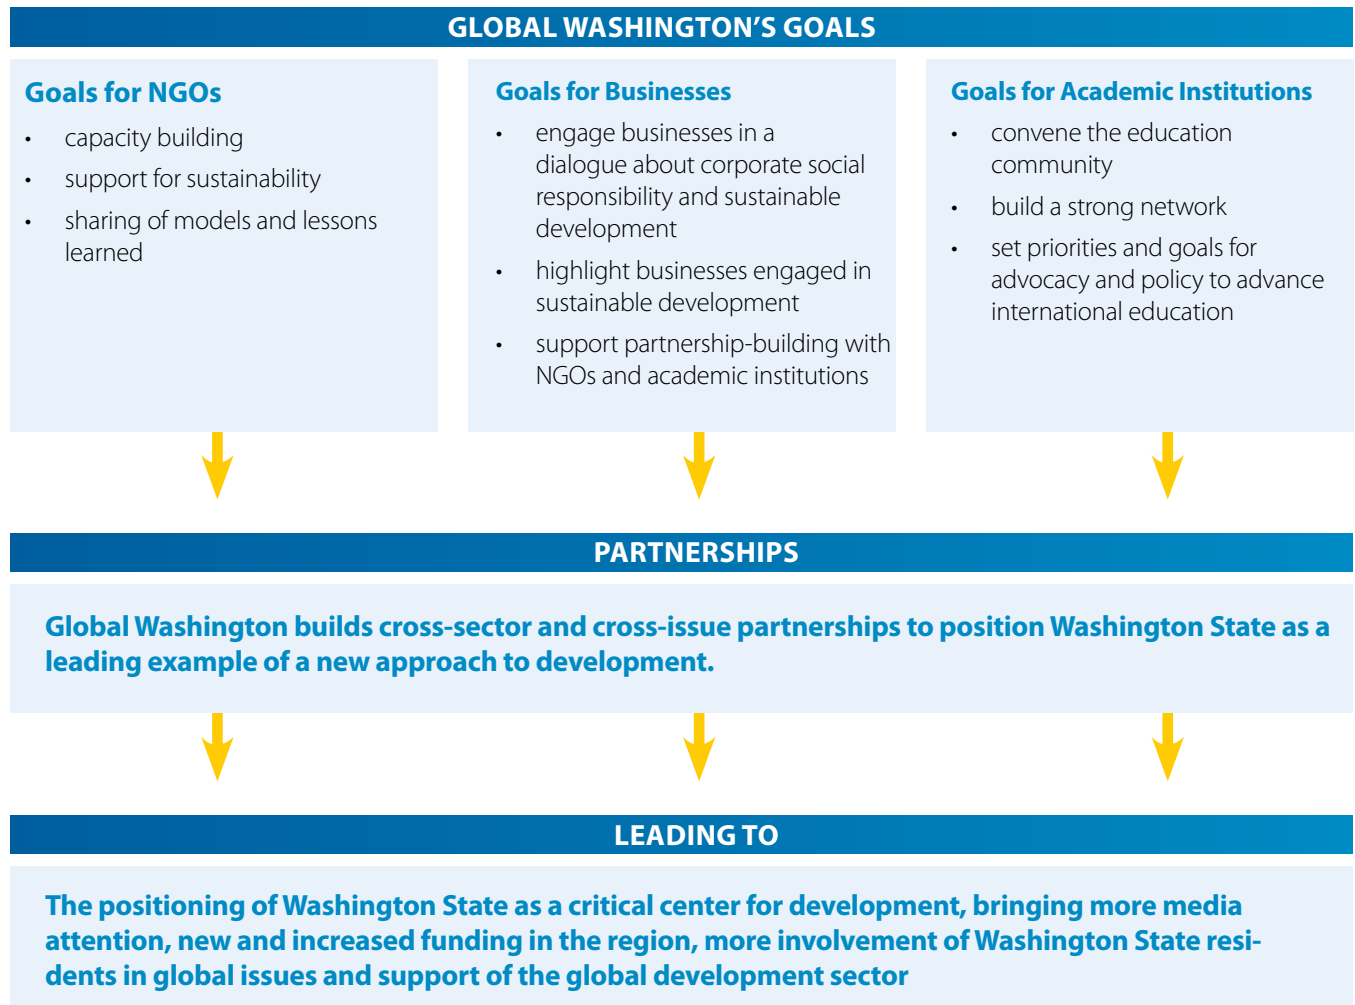 GLOBAL WASHINGTON’S GOALS
Goals for NGOs
• capacity building
• support for sustainability
• sharing of models and lessons
learned
Goals for Businesses
• engage businesses in a
dialogue about corporate social
responsibility and sustainable
development
• highlight businesses engaged in
sustainable development
• support partnership-building with
NGOs and academic institutions
Goals for Academic Institutions
• convene the education
community
• build a strong network
• set priorities and goals for
advocacy and policy to advance
international education
PARTNERSHIPS
Global Washington builds cross-sector and cross-issue partnerships to position Washington State as a
leading example of a new approach to development.
LEADING TO
The positioning of Washington State as a critical center for development, bringing more media
attention, new and increased funding in the region, more involvement of Washington State resi-
dents in global issues and support of the global development sector